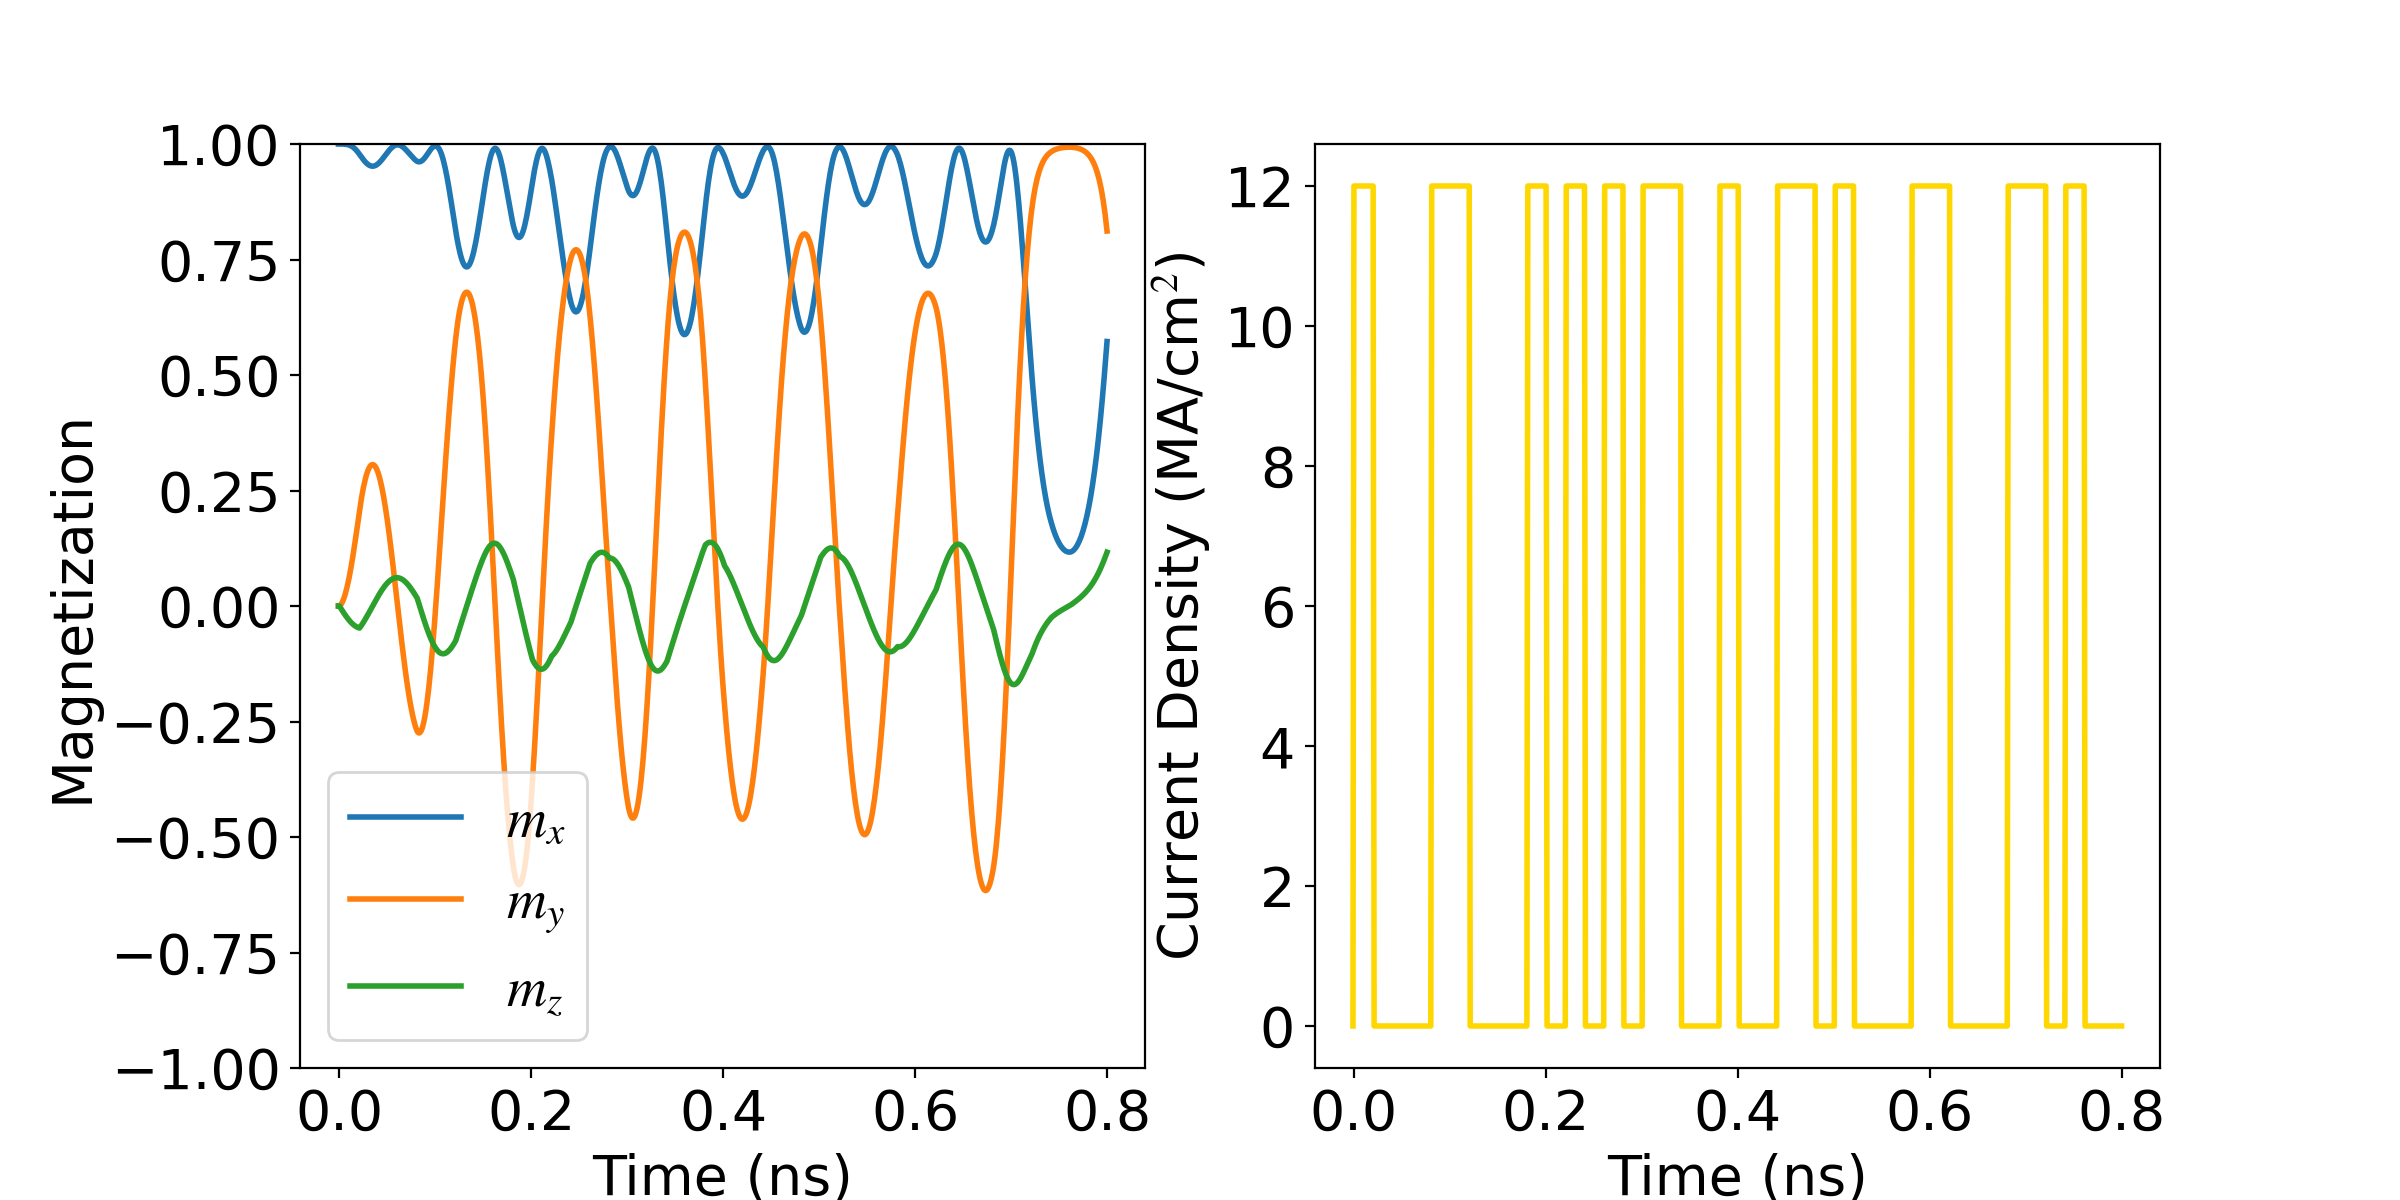 Magnetization
1.00
0.75
0.50
0.25
0.00
−0.25
−0.50
−0.75
−1.00
m_x
m_y
m_z
0.0 0.2 0.4 0.6 0.8
Time (ns)
Current Density (MA/cm²)
12
10
8
6
4
2
0
0.0 0.2 0.4 0.6 0.8
Time (ns)